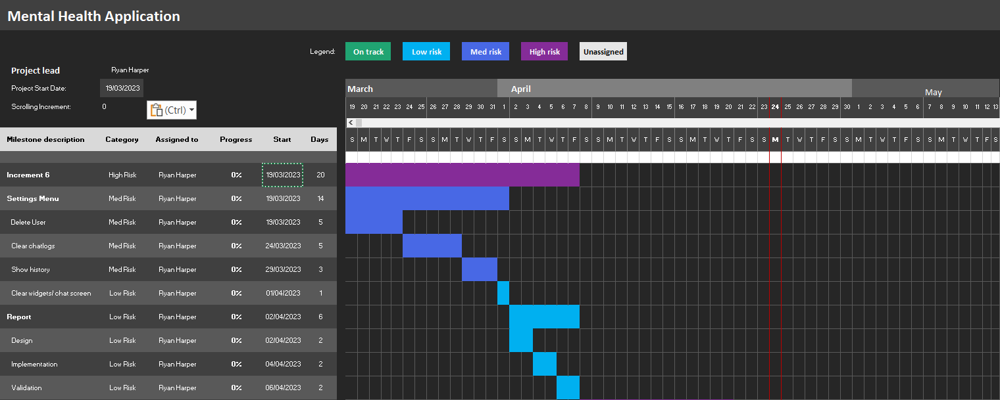 Mental Health Application
Legend: On track Low risk Med risk High risk Unassigned
Project lead Ryan Harper
Project Start Date: 19/03/2023
Scrolling Increment: 0
(Ctrl)
March April May
19 20 21 22 23 24 25 26 27 28 29 30 31 1 2 3 4 5 6 7 8 9 10 11 12 13 14 15 16 17 18 19 20 21 22 23 24 25 26 27 28 29 30 1 2 3 4 5 6 7 8 9 10 11 12 13
Milestone description Category Assigned to Progress Start Days
S M T W T F S S M T W T F S S M T W T F S S M T W T F S S M T W T F S S M T W T F S S M T W T F S S M T W T F S
Increment 6 High Risk Ryan Harper 0% 19/03/2023 20
Settings Menu Med Risk Ryan Harper 0% 19/03/2023 14
Delete User Med Risk Ryan Harper 0% 19/03/2023 5
Clear chatlogs Med Risk Ryan Harper 0% 24/03/2023 5
Show history Med Risk Ryan Harper 0% 29/03/2023 3
Clear widgets/ chat screen Low Risk Ryan Harper 0% 01/04/2023 1
Report Low Risk Ryan Harper 0% 02/04/2023 6
Design Low Risk Ryan Harper 0% 02/04/2023 2
Implementation Low Risk Ryan Harper 0% 04/04/2023 2
Validation Low Risk Ryan Harper 0% 06/04/2023 2